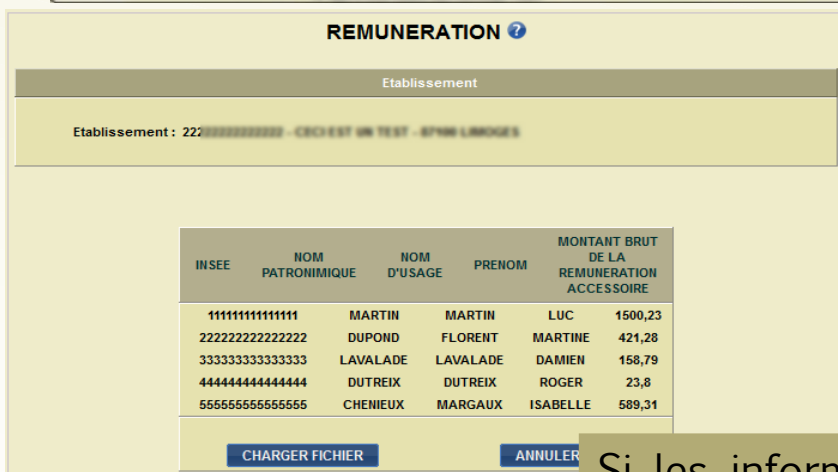 REMUNERATION ?
Etablissement
Etablissement : 222
INSEE NOM PATRONIMIQUE NOM D'USAGE PRENOM MONTANT BRUT DE LA REMUNERATION ACCESSOIRE
111111111111111 MARTIN MARTIN LUC 1500,23
222222222222222 DUPOND FLORENT MARTINE 421,28
333333333333333 LAVALADE LAVALADE DAMIEN 158,79
444444444444444 DUTREIX DUTREIX ROGER 23,8
555555555555555 CHENIEUX MARGAUX ISABELLE 589,31
CHARGER FICHIER ANNULER
Si les